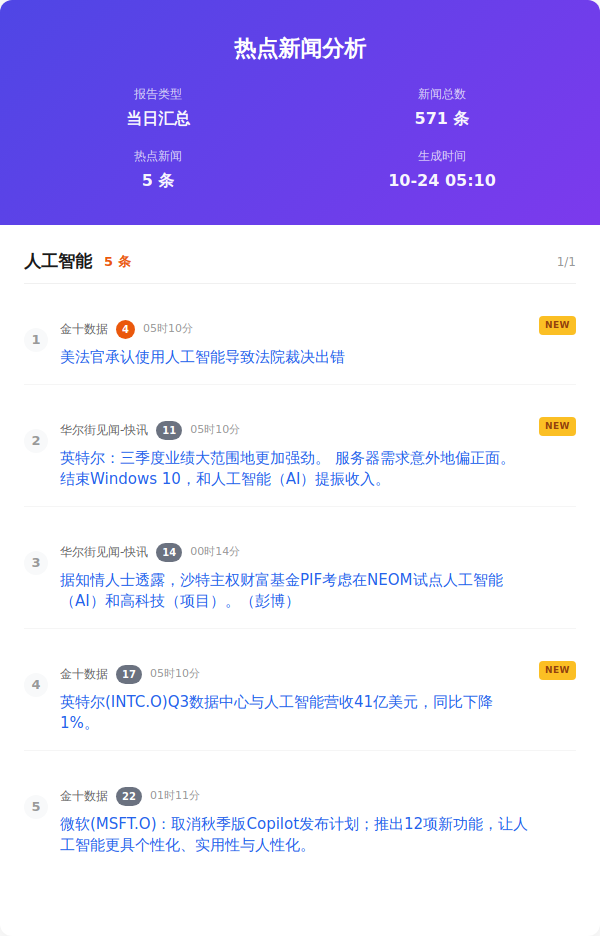 热点新闻分析
报告类型
当日汇总
新闻总数
571 条
热点新闻
5 条
生成时间
10-24 05:10
人工智能 5 条 1/1
1 金十数据 4 05时10分 NEW
美法官承认使用人工智能导致法院裁决出错
2 华尔街见闻-快讯 11 05时10分 NEW
英特尔：三季度业绩大范围地更加强劲。 服务器需求意外地偏正面。
结束Windows 10，和人工智能（AI）提振收入。
3 华尔街见闻-快讯 14 00时14分
据知情人士透露，沙特主权财富基金PIF考虑在NEOM试点人工智能
（AI）和高科技（项目）。（彭博）
4 金十数据 17 05时10分 NEW
英特尔(INTC.O)Q3数据中心与人工智能营收41亿美元，同比下降
1%。
5 金十数据 22 01时11分
微软(MSFT.O)：取消秋季版Copilot发布计划；推出12项新功能，让人
工智能更具个性化、实用性与人性化。